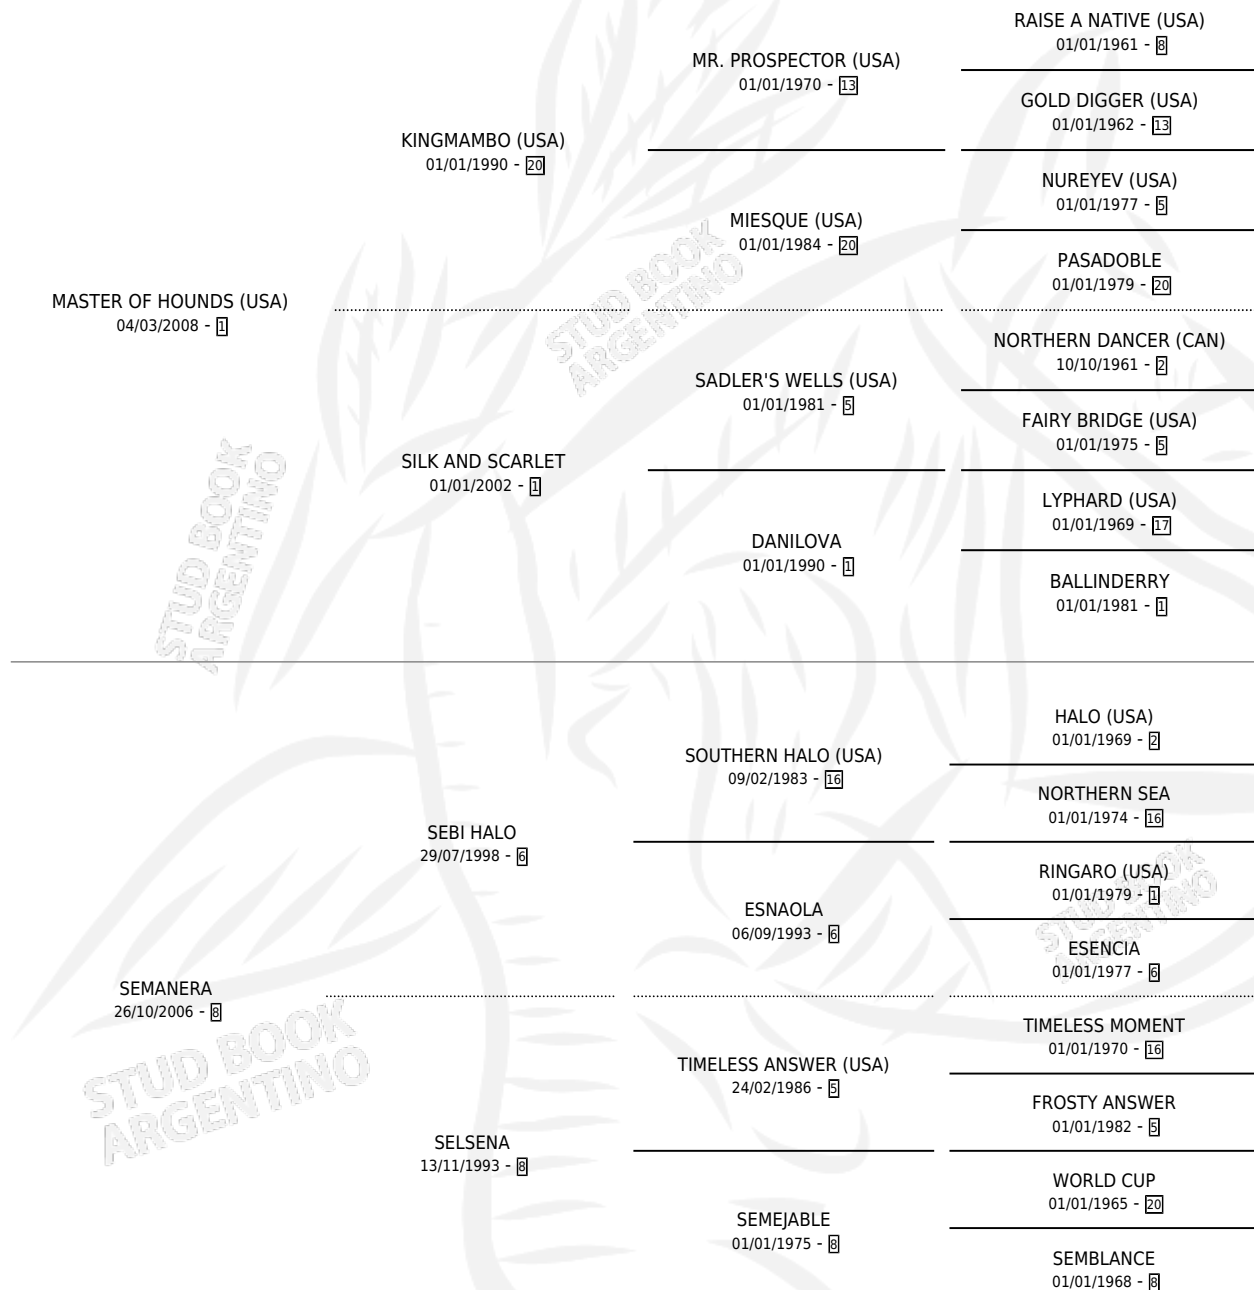 RAISE A NATIVE (USA)
01/01/1961 - 8
MR. PROSPECTOR (USA)
01/01/1970 - 13
GOLD DIGGER (USA)
01/01/1962 - 13
KINGMAMBO (USA)
01/01/1990 - 20
NUREYEV (USA)
01/01/1977 - 5
MIESQUE (USA)
01/01/1984 - 20
PASADOBLE
01/01/1979 - 20
MASTER OF HOUNDS (USA)
04/03/2008 - 1
NORTHERN DANCER (CAN)
10/10/1961 - 2
SADLER'S WELLS (USA)
01/01/1981 - 5
FAIRY BRIDGE (USA)
01/01/1975 - 5
SILK AND SCARLET
01/01/2002 - 1
LYPHARD (USA)
01/01/1969 - 17
DANILOVA
01/01/1990 - 1
BALLINDERRY
01/01/1981 - 1
HALO (USA)
01/01/1969 - 2
SOUTHERN HALO (USA)
09/02/1983 - 16
NORTHERN SEA
01/01/1974 - 16
SEBI HALO
29/07/1998 - 6
RINGARO (USA)
01/01/1979 - 1
ESNAOLA
06/09/1993 - 6
ESENCIA
01/01/1977 - 6
SEMANERA
26/10/2006 - 8
TIMELESS MOMENT
01/01/1970 - 16
TIMELESS ANSWER (USA)
24/02/1986 - 5
FROSTY ANSWER
01/01/1982 - 5
SELSENA
13/11/1993 - 8
WORLD CUP
01/01/1965 - 20
SEMEJABLE
01/01/1975 - 8
SEMBLANCE
01/01/1968 - 8
STUD BOOK
ARGENTINO
STUD BOOK
ARGENTINO
STUD BOOK
ARGENTINO
STUD BOOK
ARGENTINO